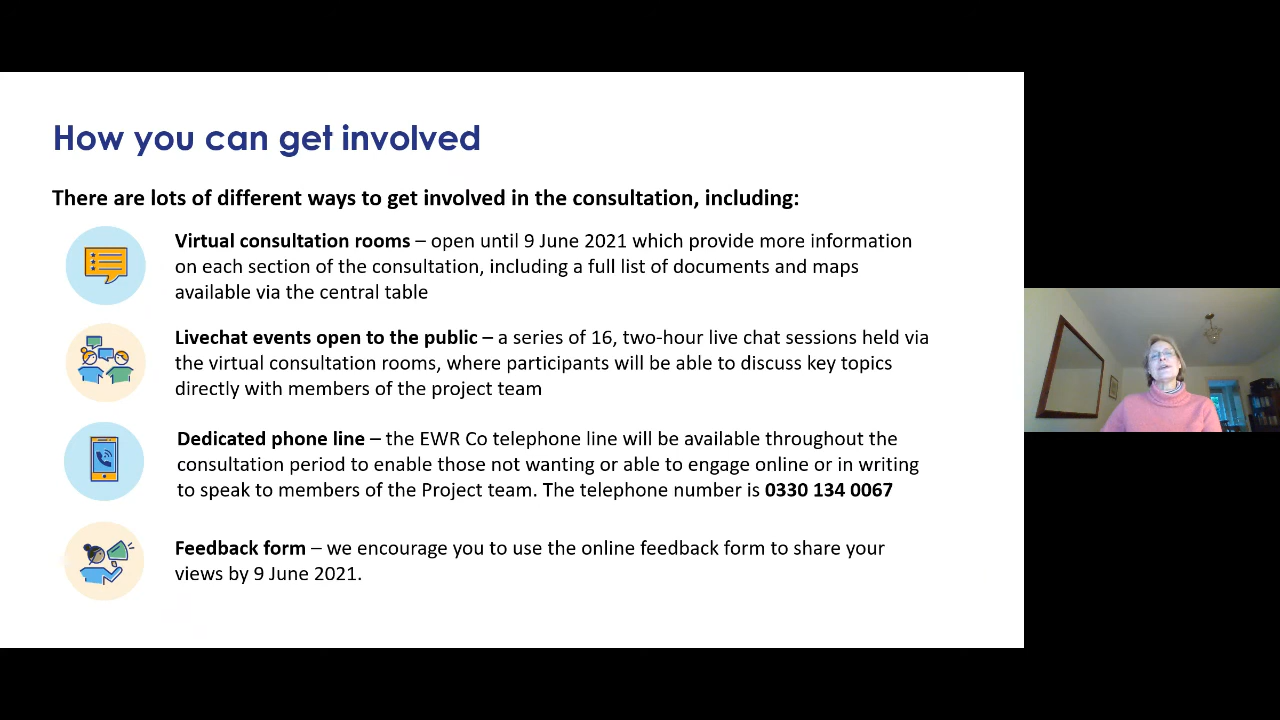 How you can get involved
There are lots of different ways to get involved in the consultation, including:
Virtual consultation rooms – open until 9 June 2021 which provide more information
on each section of the consultation, including a full list of documents and maps
available via the central table
Livechat events open to the public – a series of 16, two-hour live chat sessions held via
the virtual consultation rooms, where participants will be able to discuss key topics
directly with members of the project team
Dedicated phone line – the EWR Co telephone line will be available throughout the
consultation period to enable those not wanting or able to engage online or in writing
to speak to members of the Project team. The telephone number is 0330 134 0067
Feedback form – we encourage you to use the online feedback form to share your
views by 9 June 2021.